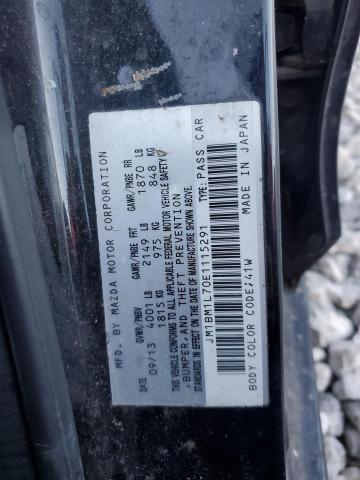 MFD. BY MAZDA MOTOR CORPORATION
DATE GVWR/PNBV GAWR/PNBE FRT GAWR/PNBE RR
09/13 4001 LB 2149 LB 1870 LB
1815 KG 975 KG 848 KG
THIS VEHICLE CONFORMS TO ALL APPLICABLE FEDERAL MOTOR VEHICLE SAFETY,
BUMPER, AND THEFT PREVENTION
STANDARDS IN EFFECT ON THE DATE OF MANUFACTURE SHOWN ABOVE.
JM1BM1L70E1115291 TYPE: PASS CAR
BODY COLOR CODE;41W MADE IN JAPAN